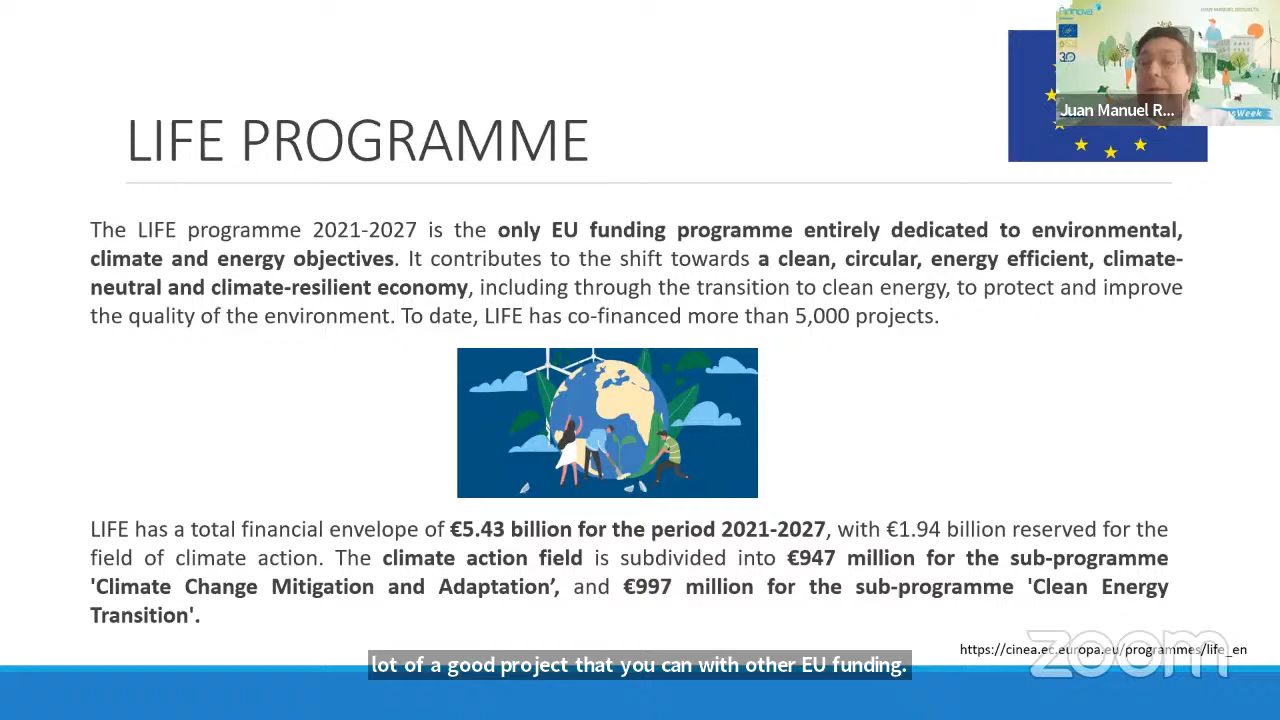 Juan Manuel R...
sWeek
30
LIFE PROGRAMME
The LIFE programme 2021-2027 is the only EU funding programme entirely dedicated to environmental,
climate and energy objectives. It contributes to the shift towards a clean, circular, energy efficient, climate-
neutral and climate-resilient economy, including through the transition to clean energy, to protect and improve
the quality of the environment. To date, LIFE has co-financed more than 5,000 projects.
LIFE has a total financial envelope of €5.43 billion for the period 2021-2027, with €1.94 billion reserved for the
field of climate action. The climate action field is subdivided into €947 million for the sub-programme
'Climate Change Mitigation and Adaptation’, and €997 million for the sub-programme 'Clean Energy
Transition'.
https://cinea.ec.europa.eu/programmes/life_en
zoom
lot of a good project that you can with other EU funding.